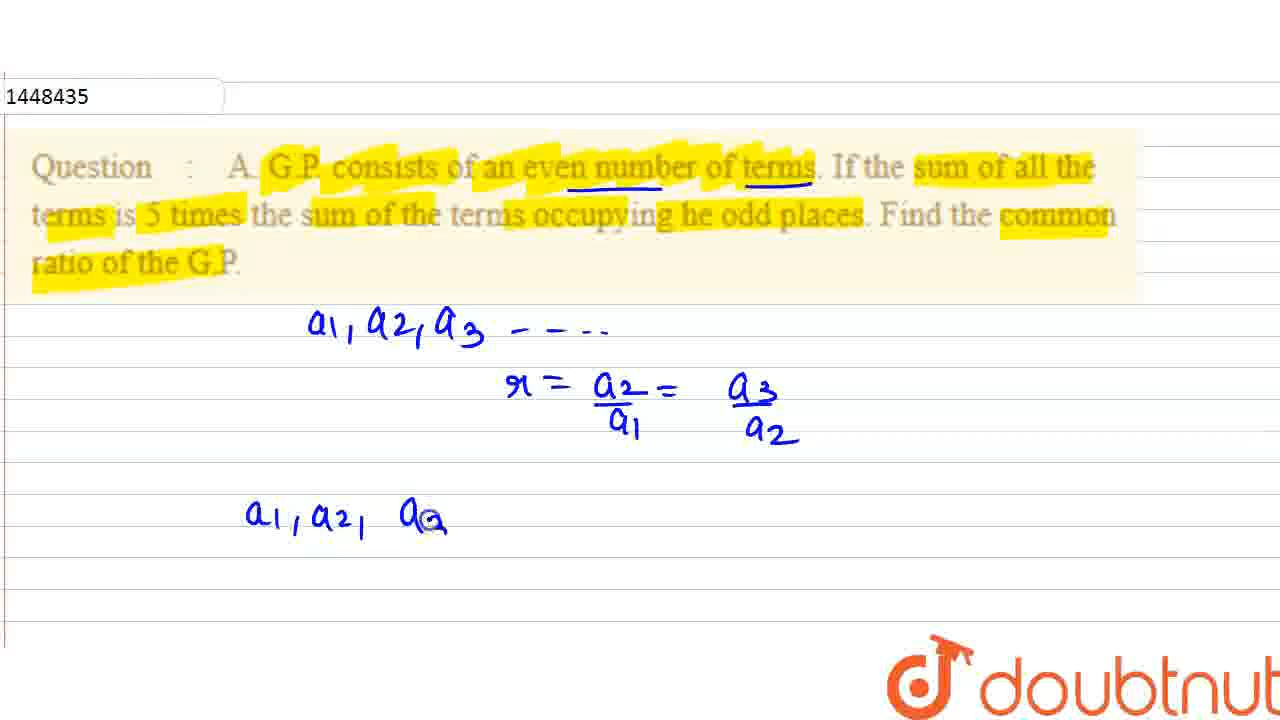 1448435
Question : A. G.P. consists of an even number of terms. If the sum of all the
terms is 5 times the sum of the terms occupying he odd places. Find the common
ratio of the G.P.
a1, a2, a3 - - - - .
r = a2/a1 = a3/a2
a1, a2, a3
doubtnut